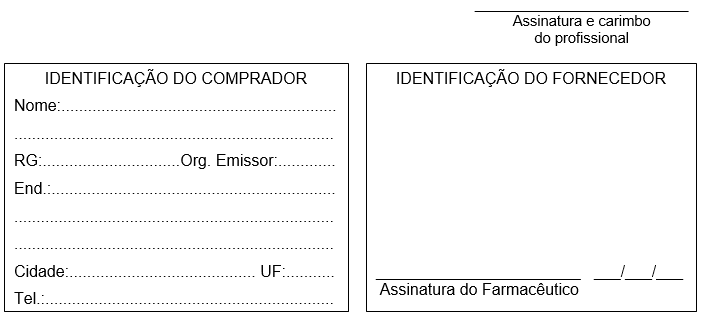 Assinatura e carimbo
do profissional
IDENTIFICAÇÃO DO COMPRADOR
Nome:..............................................................
........................................................................
RG:...............................Org. Emissor:.............
End.:................................................................
........................................................................
........................................................................
Cidade:.......................................... UF:...........
Tel.:.................................................................
IDENTIFICAÇÃO DO FORNECEDOR
_______________________ ___/___/___
Assinatura do Farmacêutico